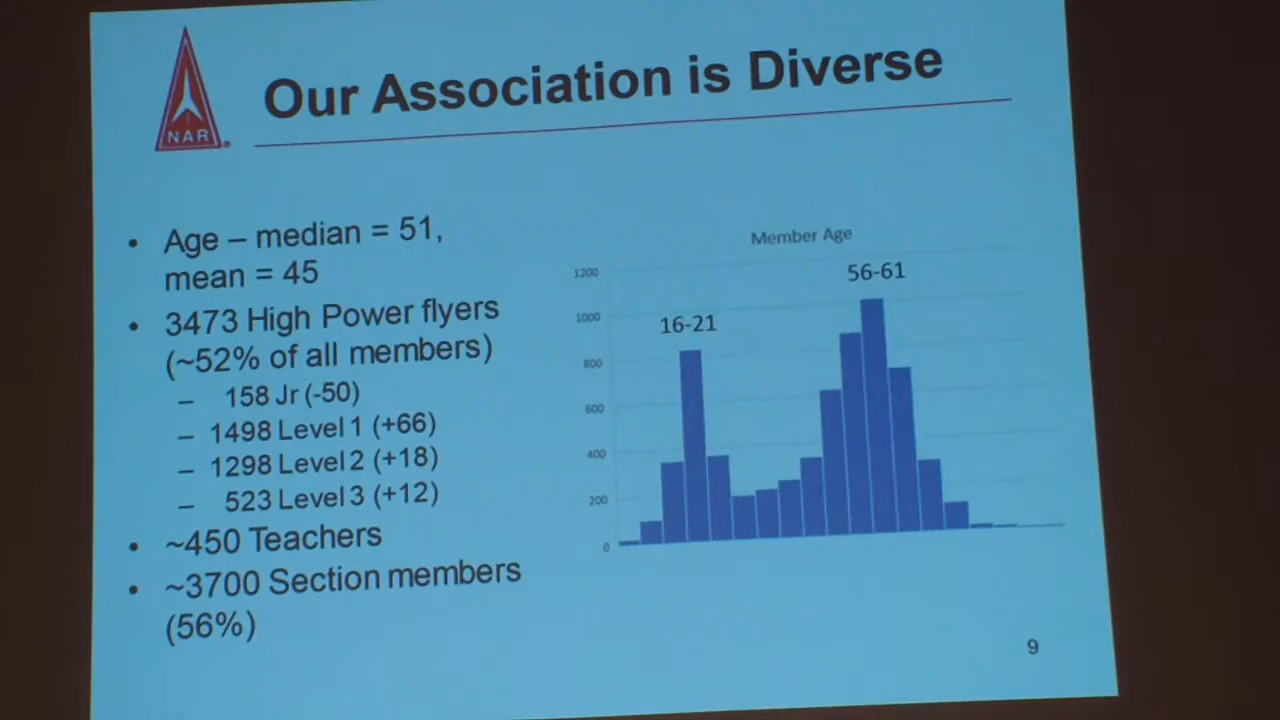 NAR
Our Association is Diverse
• Age – median = 51,
mean = 45
• 3473 High Power flyers
(~52% of all members)
– 158 Jr (-50)
– 1498 Level 1 (+66)
– 1298 Level 2 (+18)
– 523 Level 3 (+12)
• ~450 Teachers
• ~3700 Section members
(56%)
Member Age
1200
1000
800
600
400
200
0
16-21
56-61
9